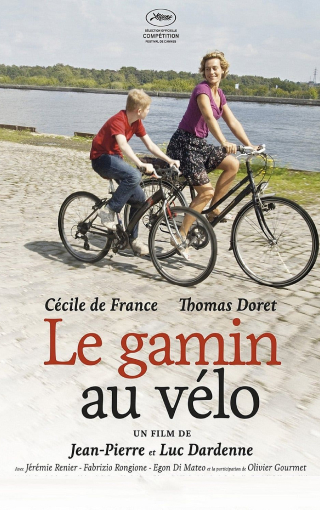 SÉLECTION OFFICIELLE
COMPÉTITION
FESTIVAL DE CANNES
Cécile de France Thomas Doret
Le gamin
au vélo
UN FILM DE
Jean-Pierre et Luc Dardenne
Avec Jérémie Renier - Fabrizio Rongione - Egon Di Mateo et la participation de Olivier Gourmet